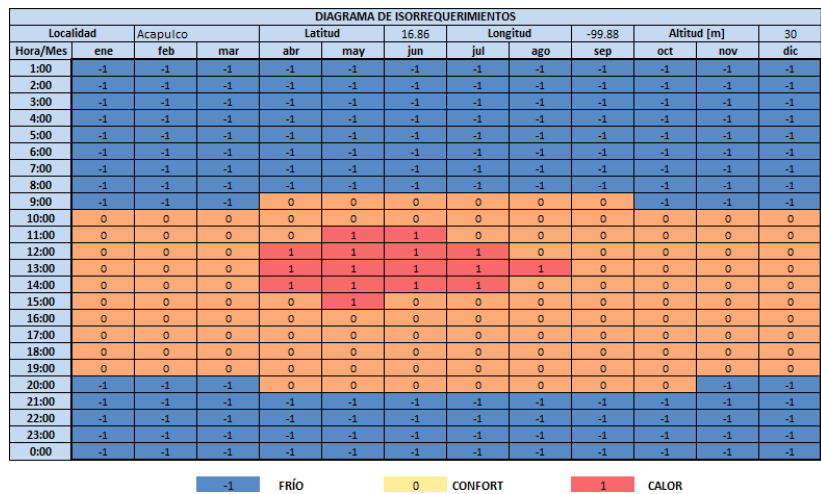 DIAGRAMA DE ISORREQUERIMIENTOS
Localidad Acapulco Latitud 16.86 Longitud -99.88 Altitud [m] 30
Hora/Mes ene feb mar abr may jun jul ago sep oct nov dic
1:00 -1 -1 -1 -1 -1 -1 -1 -1 -1 -1 -1 -1
2:00 -1 -1 -1 -1 -1 -1 -1 -1 -1 -1 -1 -1
3:00 -1 -1 -1 -1 -1 -1 -1 -1 -1 -1 -1 -1
4:00 -1 -1 -1 -1 -1 -1 -1 -1 -1 -1 -1 -1
5:00 -1 -1 -1 -1 -1 -1 -1 -1 -1 -1 -1 -1
6:00 -1 -1 -1 -1 -1 -1 -1 -1 -1 -1 -1 -1
7:00 -1 -1 -1 -1 -1 -1 -1 -1 -1 -1 -1 -1
8:00 -1 -1 -1 -1 -1 -1 -1 -1 -1 -1 -1 -1
9:00 -1 -1 -1 0 0 0 0 0 0 -1 -1 -1
10:00 0 0 0 0 0 0 0 0 0 0 0 0
11:00 0 0 0 0 1 1 0 0 0 0 0 0
12:00 0 0 0 1 1 1 1 0 0 0 0 0
13:00 0 0 0 1 1 1 1 1 0 0 0 0
14:00 0 0 0 1 1 1 1 0 0 0 0 0
15:00 0 0 0 0 1 0 0 0 0 0 0 0
16:00 0 0 0 0 0 0 0 0 0 0 0 0
17:00 0 0 0 0 0 0 0 0 0 0 0 0
18:00 0 0 0 0 0 0 0 0 0 0 0 0
19:00 0 0 0 0 0 0 0 0 0 0 0 0
20:00 -1 -1 -1 0 0 0 0 0 0 0 -1 -1
21:00 -1 -1 -1 -1 -1 -1 -1 -1 -1 -1 -1 -1
22:00 -1 -1 -1 -1 -1 -1 -1 -1 -1 -1 -1 -1
23:00 -1 -1 -1 -1 -1 -1 -1 -1 -1 -1 -1 -1
0:00 -1 -1 -1 -1 -1 -1 -1 -1 -1 -1 -1 -1
-1 FRÍO 0 CONFORT 1 CALOR